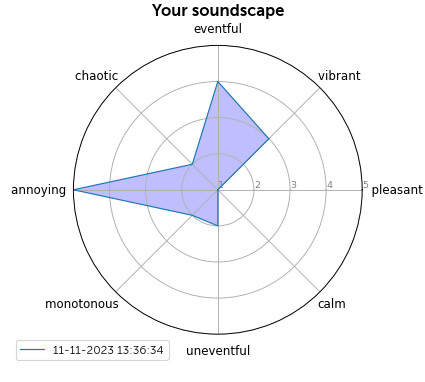 Your soundscape
eventful
chaotic
vibrant
annoying
1 2 3 4 5
pleasant
monotonous
calm
uneventful
11-11-2023 13:36:34